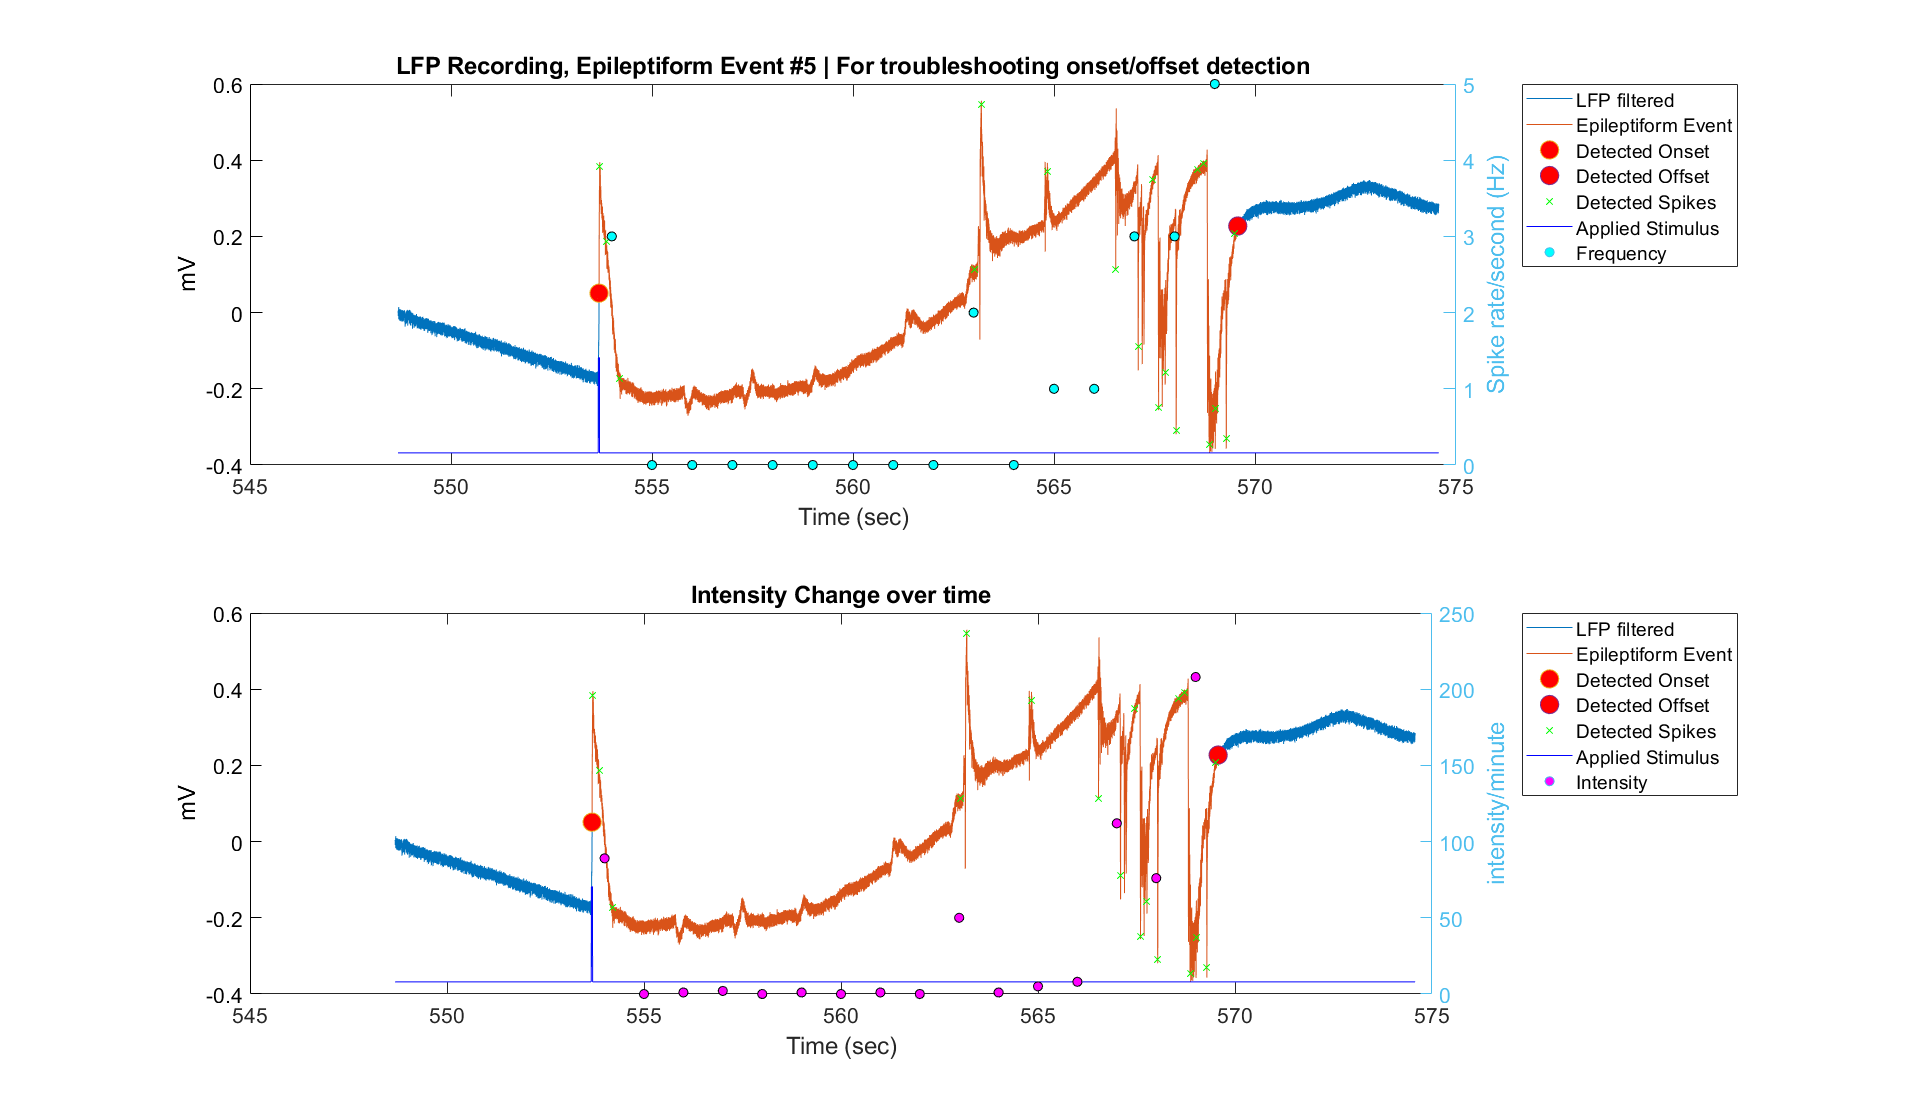 LFP Recording, Epileptiform Event #5 | For troubleshooting onset/offset detection
0.6
0.4
0.2
0
-0.2
-0.4
mV
545
550
555
560
565
570
575
Time (sec)
5
4
3
2
1
0
Spike rate/second (Hz)
LFP filtered
Epileptiform Event
Detected Onset
Detected Offset
Detected Spikes
Applied Stimulus
Frequency
Intensity Change over time
0.6
0.4
0.2
0
-0.2
-0.4
mV
545
550
555
560
565
570
575
Time (sec)
250
200
150
100
50
0
intensity/minute
LFP filtered
Epileptiform Event
Detected Onset
Detected Offset
Detected Spikes
Applied Stimulus
Intensity